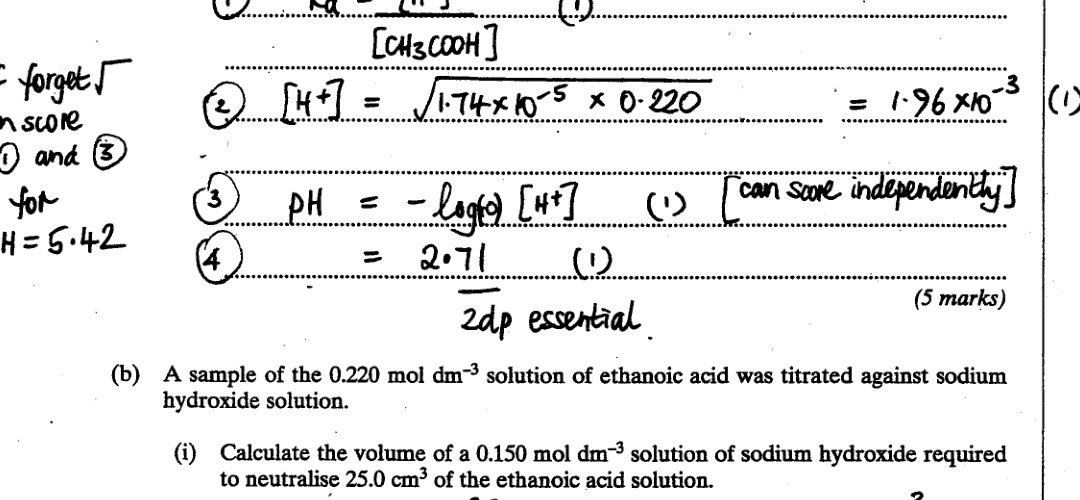 [CH3COOH]
forget √
② [H+] = √1.74×10-5 × 0.220 = 1.96 ×10-3 (1)
score
① and ③
③ pH = - log(10) [H+] (1) [can score independently]
for
H = 5.42
④ = 2.71 (1)
(5 marks)
2dp essential.
(b) A sample of the 0.220 mol dm−3 solution of ethanoic acid was titrated against sodium
hydroxide solution.
(i) Calculate the volume of a 0.150 mol dm−3 solution of sodium hydroxide required
to neutralise 25.0 cm3 of the ethanoic acid solution.